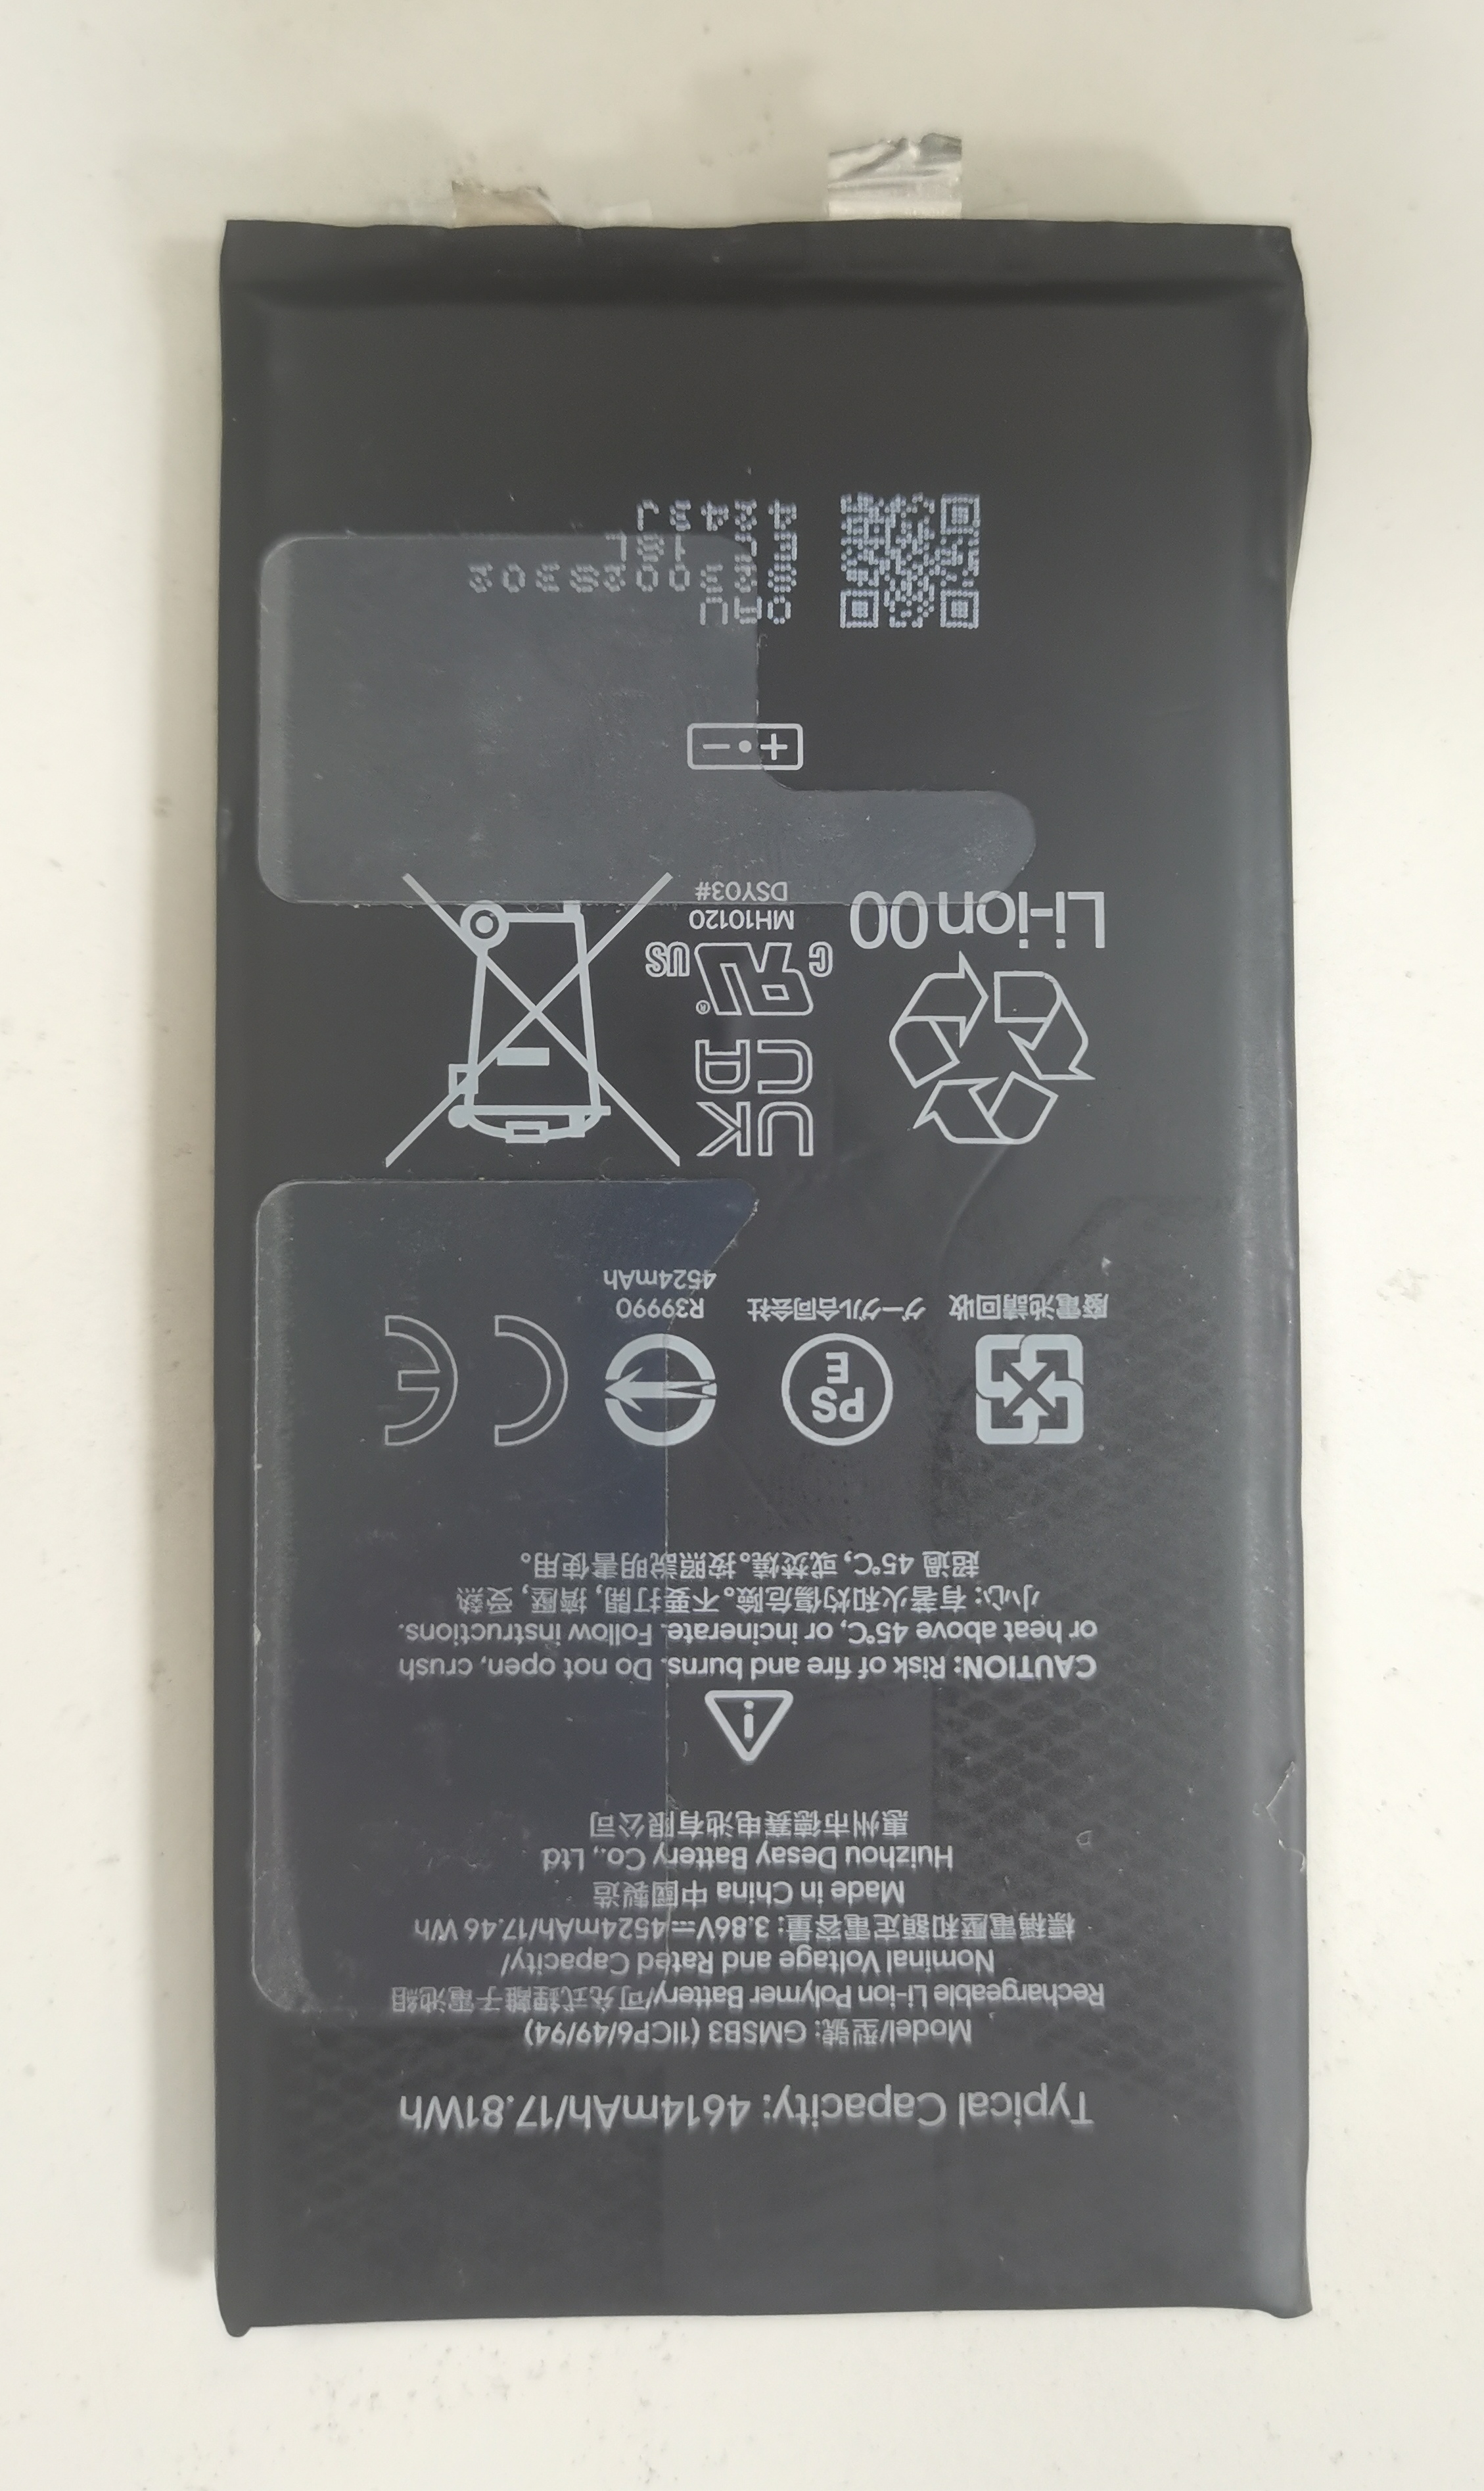 Typical Capacity: 4614mAh/17.81Wh
Model/型號: GMSB3 (1ICP6/49/94)
Rechargeable Li-ion Polymer Battery/可充式鋰離子電池組
Nominal Voltage and Rated Capacity/
標稱電壓和額定電容量: 3.86V⎓4524mAh/17.46 Wh
Made in China 中國製造
Huizhou Desay Battery Co., Ltd
惠州市德赛电池有限公司
CAUTION: Risk of fire and burns. Do not open, crush,
or heat above 45°C, or incinerate. Follow instructions.
小心: 有著火和灼傷危險。不要打開, 擠壓, 受熱
超過 45°C, 或焚燒。按照說明書使用。
PS
E
CE
廢電池請回收
グーグル合同会社
R39990
4524mAh
UK
CA
c RU® US
MH10120
DSY03#
Li-ion 00
+ • −
4243J